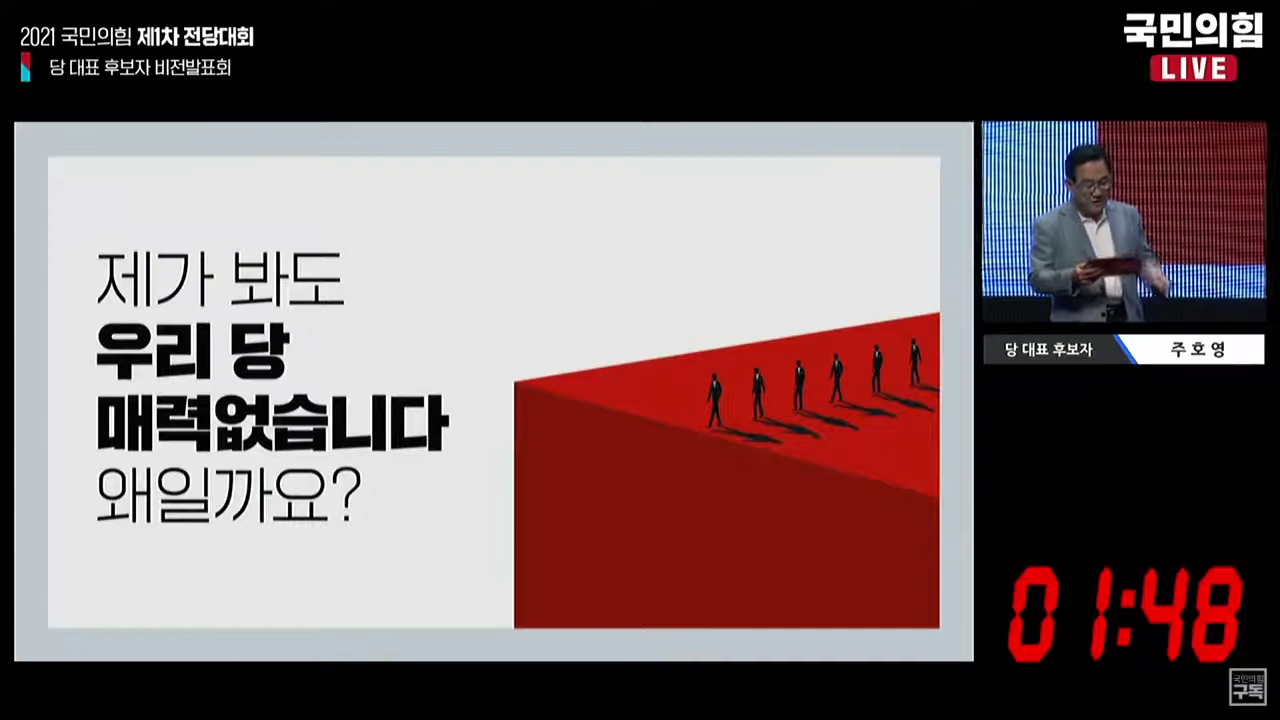 2021 국민의힘 제1차 전당대회
당 대표 후보자 비전발표회
국민의힘
LIVE
제가 봐도
우리 당
매력없습니다
왜일까요?
당 대표 후보자 주호영
01:48
국민의힘
구독